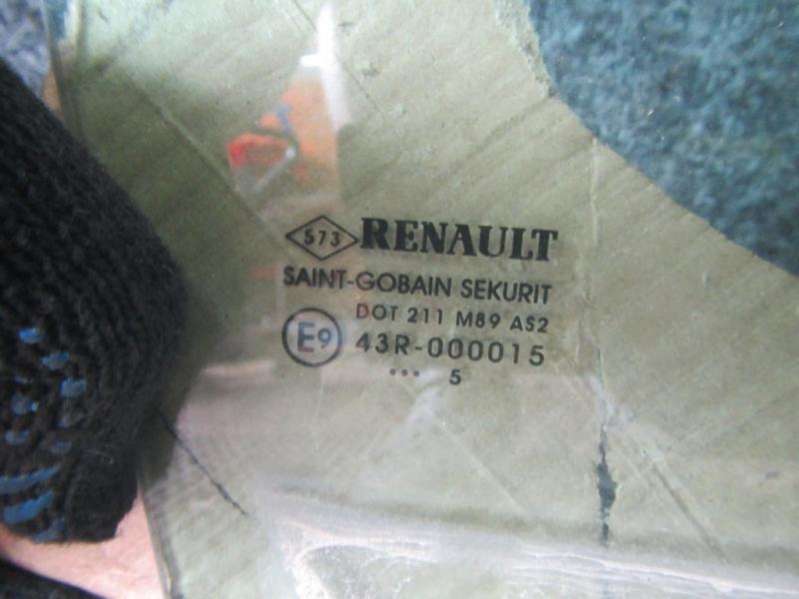 573 RENAULT
SAINT-GOBAIN SEKURIT
DOT 211 M89 AS2
E9 43R-000015
••• 5